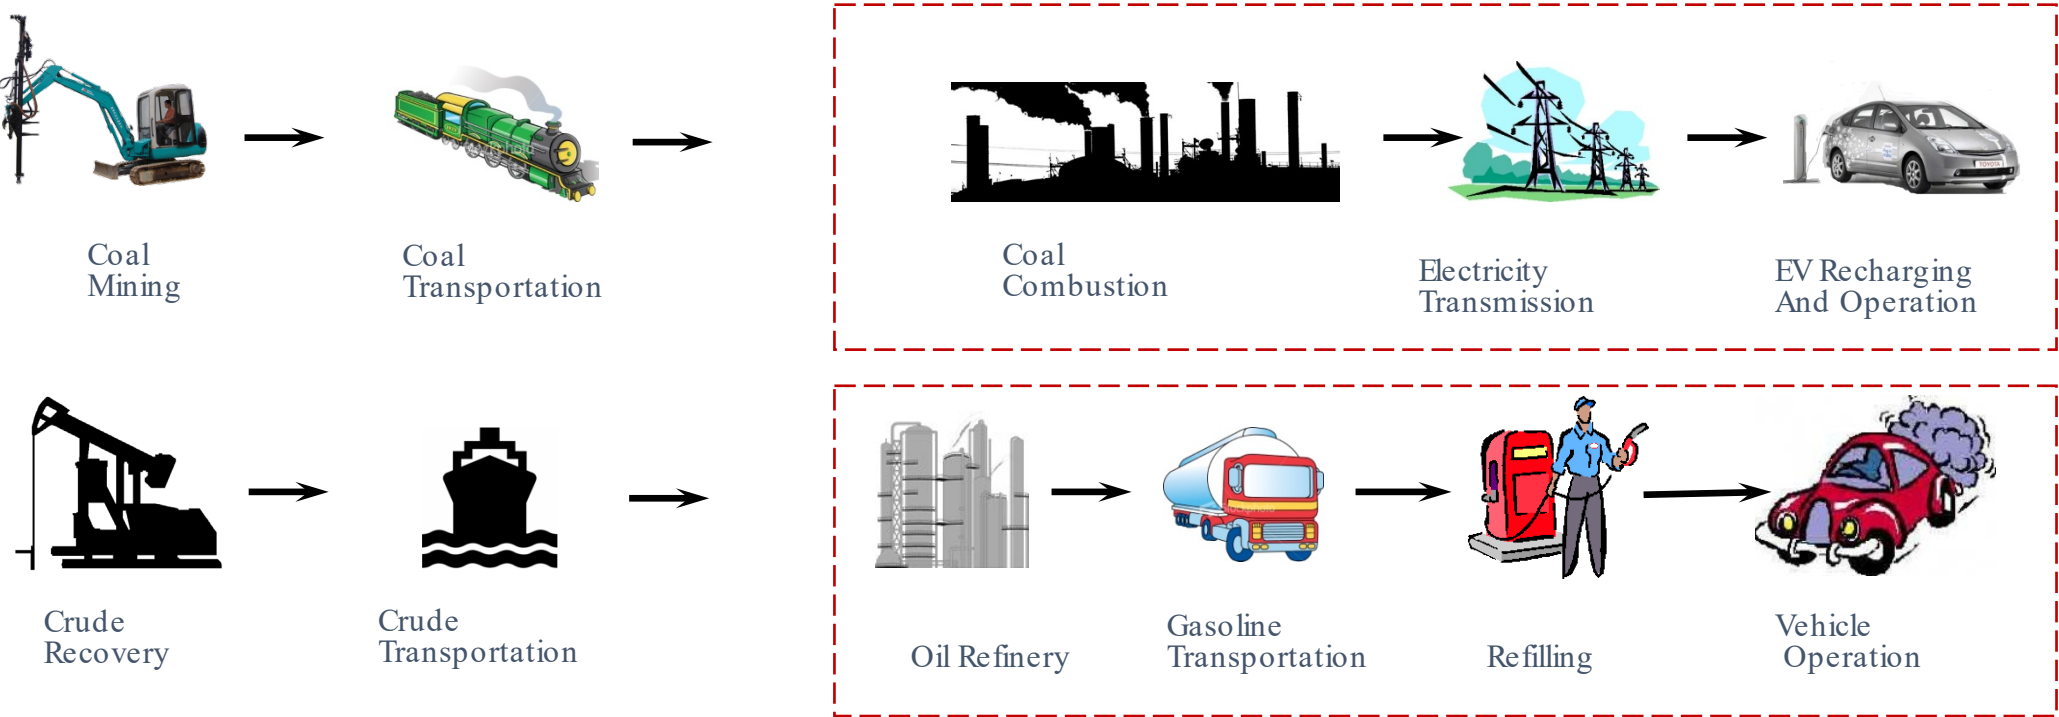 Coal
Mining
Coal
Transportation
Coal
Combustion
Electricity
Transmission
EV Recharging
And Operation
TOYOTA
Crude
Recovery
Crude
Transportation
Oil Refinery
Gasoline
Transportation
Refilling
Vehicle
Operation